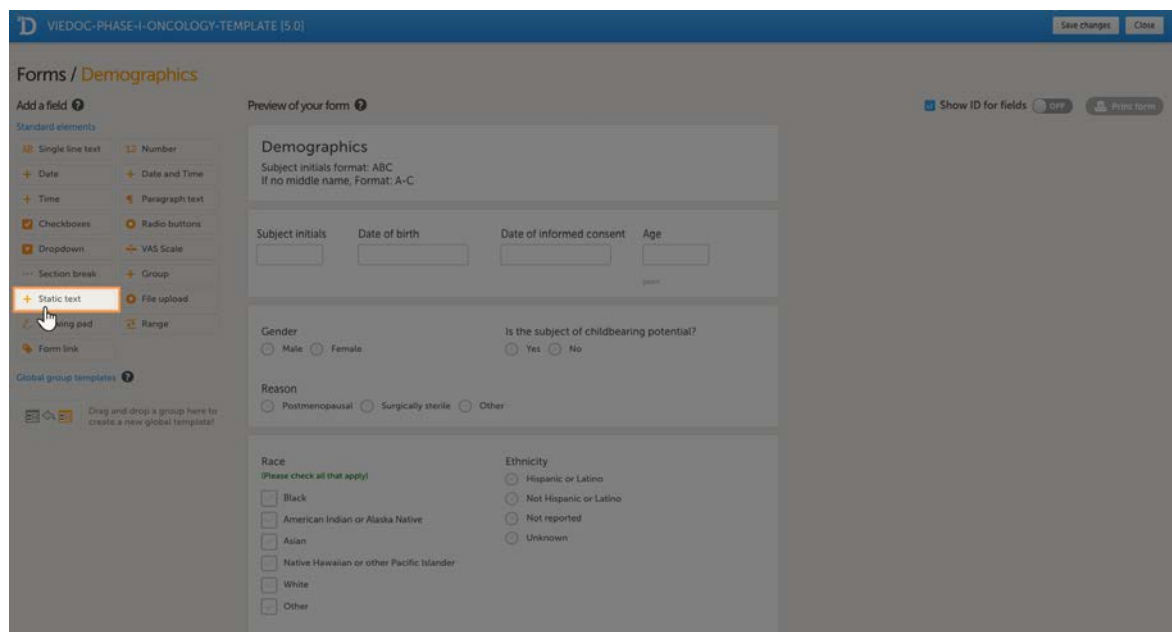 VIEDOC-PHASE-I-ONCOLOGY-TEMPLATE [5.0]
Save changes
Close
Forms / Demographics
Add a field
Preview of your form
Show ID for fields
OFF
Print form
Standard elements
Single line text
Number
Date
Date and Time
Time
Paragraph text
Checkboxes
Radio buttons
Dropdown
VAS Scale
Section break
Group
Static text
File upload
pad
Range
Form link
Global group templates
Drag and drop a group here to
create a new global template!
Demographics
Subject initials format: ABC
If no middle name, Format: A-C
Subject initials
Date of birth
Date of informed consent
Age
Gender
Male
Female
Is the subject of childbearing potential?
Yes
No
Reason
Postmenopausal
Surgically sterile
Other
Race
(Please check all that apply)
Black
American Indian or Alaska Native
Asian
Native Hawaiian or other Pacific Islander
White
Other
Ethnicity
Hispanic or Latino
Not Hispanic or Latino
Not reported
Unknown